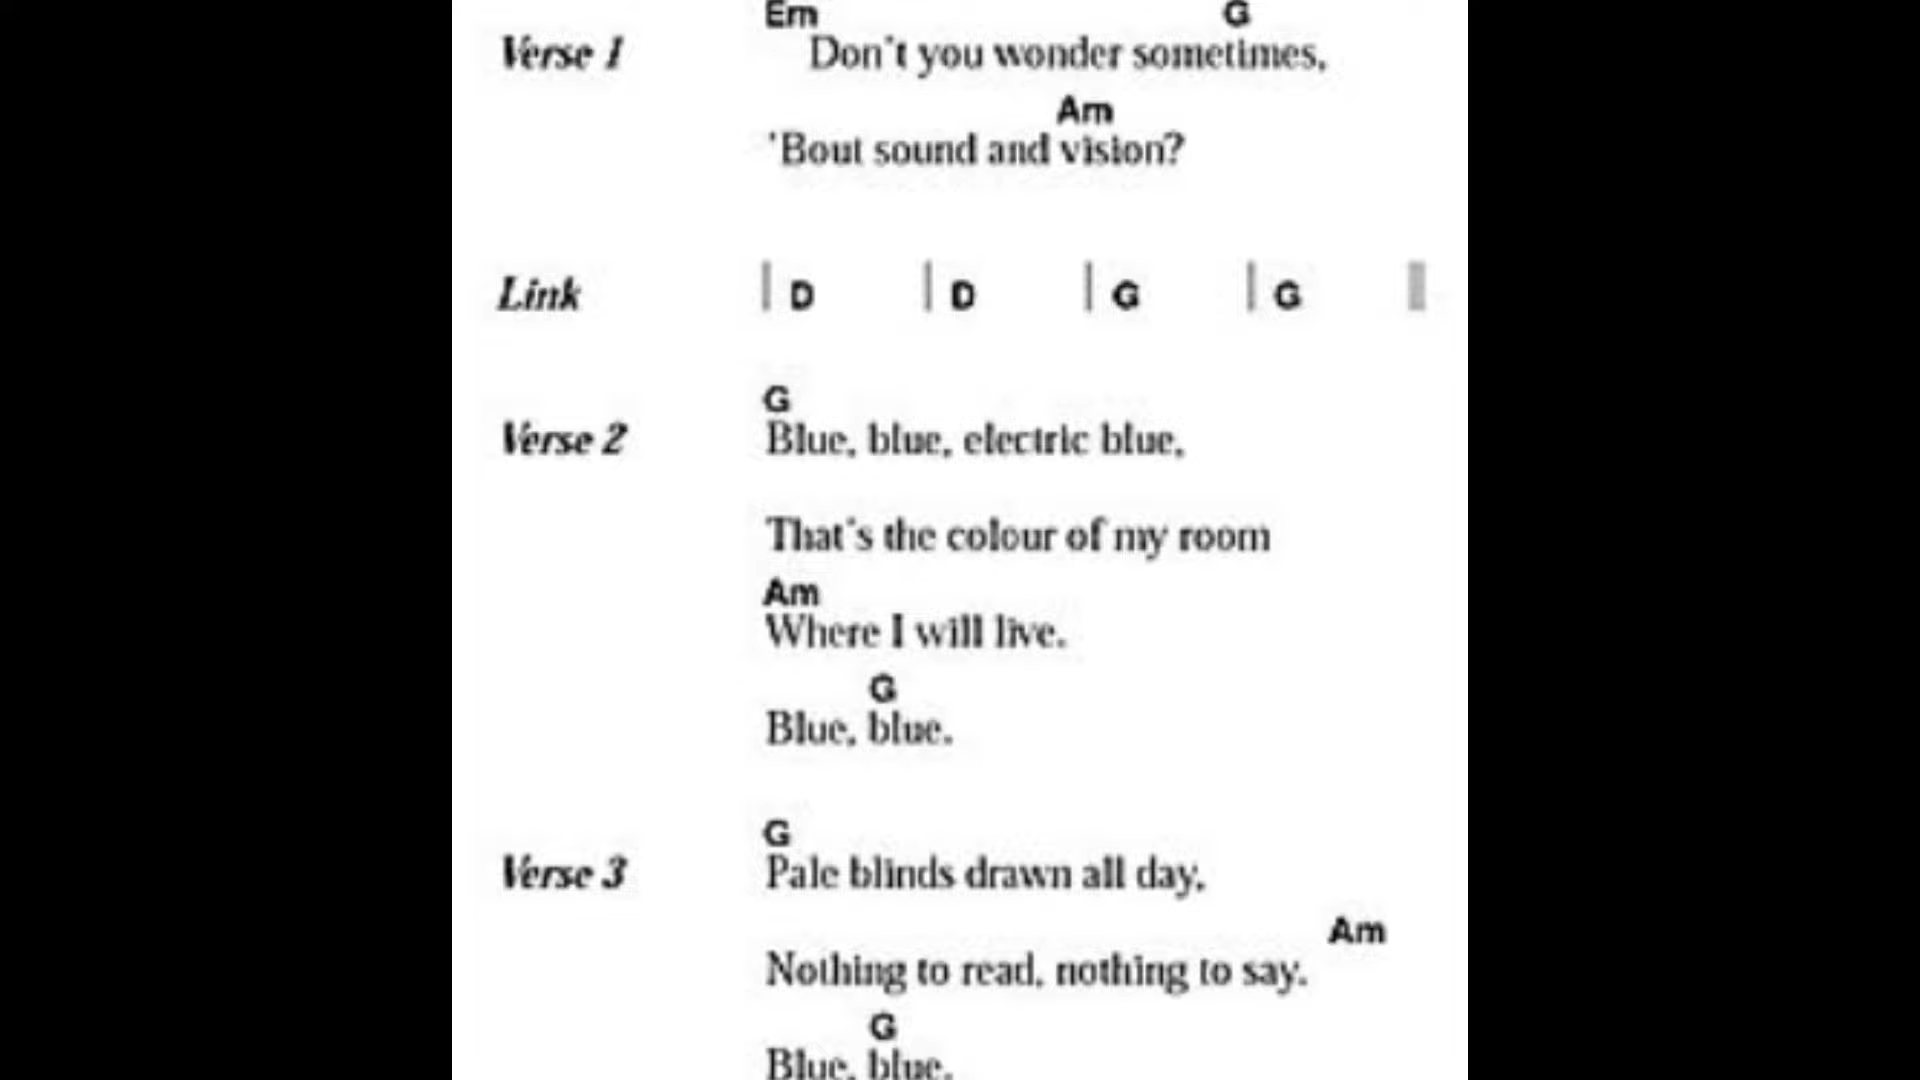 Em G
Verse 1 Don't you wonder sometimes,
Am
'Bout sound and vision?
Link | D | D | G | G ||
G
Verse 2 Blue, blue, electric blue,
That's the colour of my room
Am
Where I will live.
G
Blue, blue.
G
Verse 3 Pale blinds drawn all day,
Am
Nothing to read, nothing to say.
G
Blue, blue.